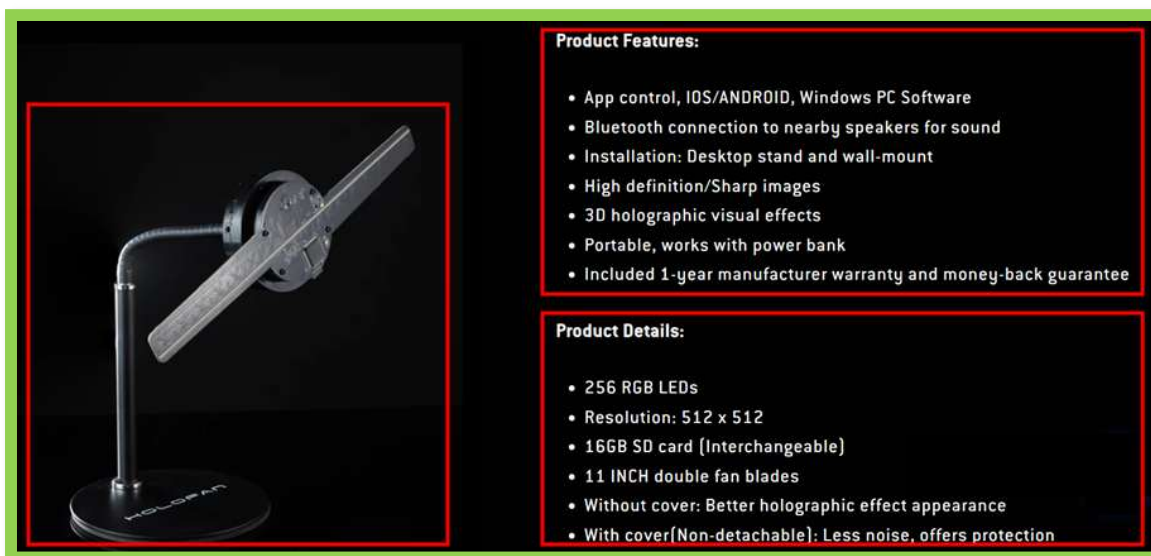 Product Features:
• App control, IOS/ANDROID, Windows PC Software
• Bluetooth connection to nearby speakers for sound
• Installation: Desktop stand and wall-mount
• High definition/Sharp images
• 3D holographic visual effects
• Portable, works with power bank
• Included 1-year manufacturer warranty and money-back guarantee
Product Details:
• 256 RGB LEDs
• Resolution: 512 x 512
• 16GB SD card (Interchangeable)
• 11 INCH double fan blades
• Without cover: Better holographic effect appearance
• With cover(Non-detachable): Less noise, offers protection
HOLOFAN